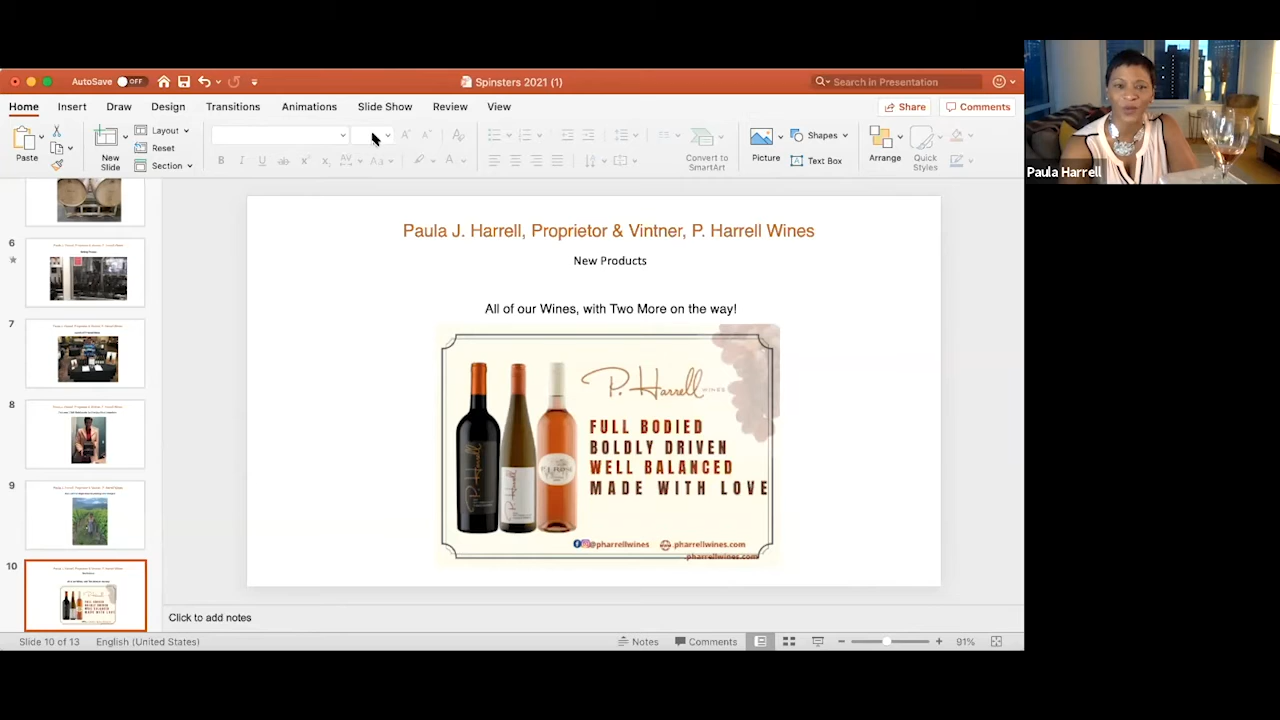 AutoSave OFF
Spinsters 2021 (1)
Search in Presentation
Home Insert Draw Design Transitions Animations Slide Show Review View
Share Comments
Paste
New
Slide
Layout
Reset
Section
Convert to
SmartArt
Picture
Shapes
Text Box
Arrange
Quick
Styles
Paula Harrell
6
7
8
9
10
Paula J. Harrell, Proprietor & Vintner, P. Harrell Wines
New Products
All of our Wines, with Two More on the way!
P. Harrell WINES
FULL BODIED
BOLDLY DRIVEN
WELL BALANCED
MADE WITH LOVE
@pharrellwines pharrellwines.com
pharrellwines.com
Click to add notes
Slide 10 of 13 English (United States) Notes Comments 91%